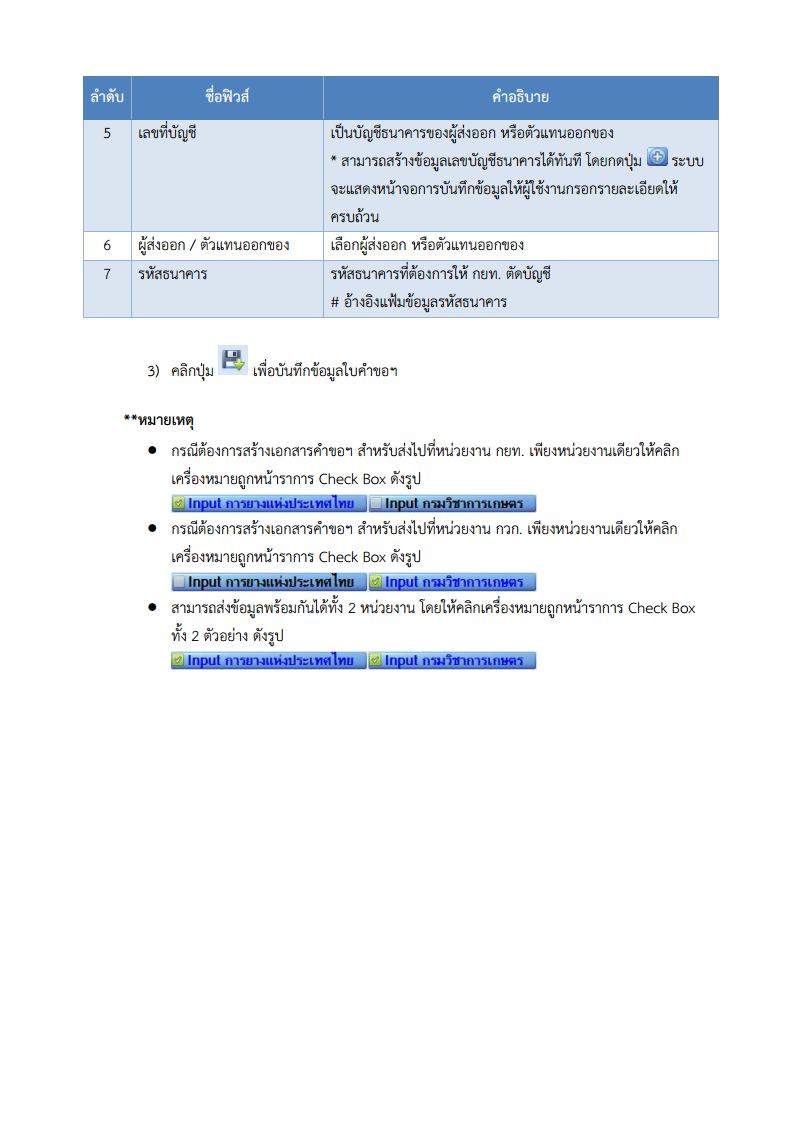 ลำดับ ชื่อฟิวส์ คำอธิบาย
5 เลขที่บัญชี เป็นบัญชีธนาคารของผู้ส่งออก หรือตัวแทนออกของ
* สามารถสร้างข้อมูลเลขบัญชีธนาคารได้ทันที โดยกดปุ่ม ระบบ
จะแสดงหน้าจอการบันทึกข้อมูลให้ผู้ใช้งานกรอกรายละเอียดให้
ครบถ้วน
6 ผู้ส่งออก / ตัวแทนออกของ เลือกผู้ส่งออก หรือตัวแทนออกของ
7 รหัสธนาคาร รหัสธนาคารที่ต้องการให้ กยท. ตัดบัญชี
# อ้างอิงแฟ้มข้อมูลรหัสธนาคาร
3) คลิกปุ่ม เพื่อบันทึกข้อมูลใบคำขอฯ
**หมายเหตุ
● กรณีต้องการสร้างเอกสารคำขอฯ สำหรับส่งไปที่หน่วยงาน กยท. เพียงหน่วยงานเดียวให้คลิก
เครื่องหมายถูกหน้าราการ Check Box ดังรูป
Input การยางแห่งประเทศไทย Input กรมวิชาการเกษตร
● กรณีต้องการสร้างเอกสารคำขอฯ สำหรับส่งไปที่หน่วยงาน กวก. เพียงหน่วยงานเดียวให้คลิก
เครื่องหมายถูกหน้าราการ Check Box ดังรูป
Input การยางแห่งประเทศไทย Input กรมวิชาการเกษตร
● สามารถส่งข้อมูลพร้อมกันได้ทั้ง 2 หน่วยงาน โดยให้คลิกเครื่องหมายถูกหน้าราการ Check Box
ทั้ง 2 ตัวอย่าง ดังรูป
Input การยางแห่งประเทศไทย Input กรมวิชาการเกษตร